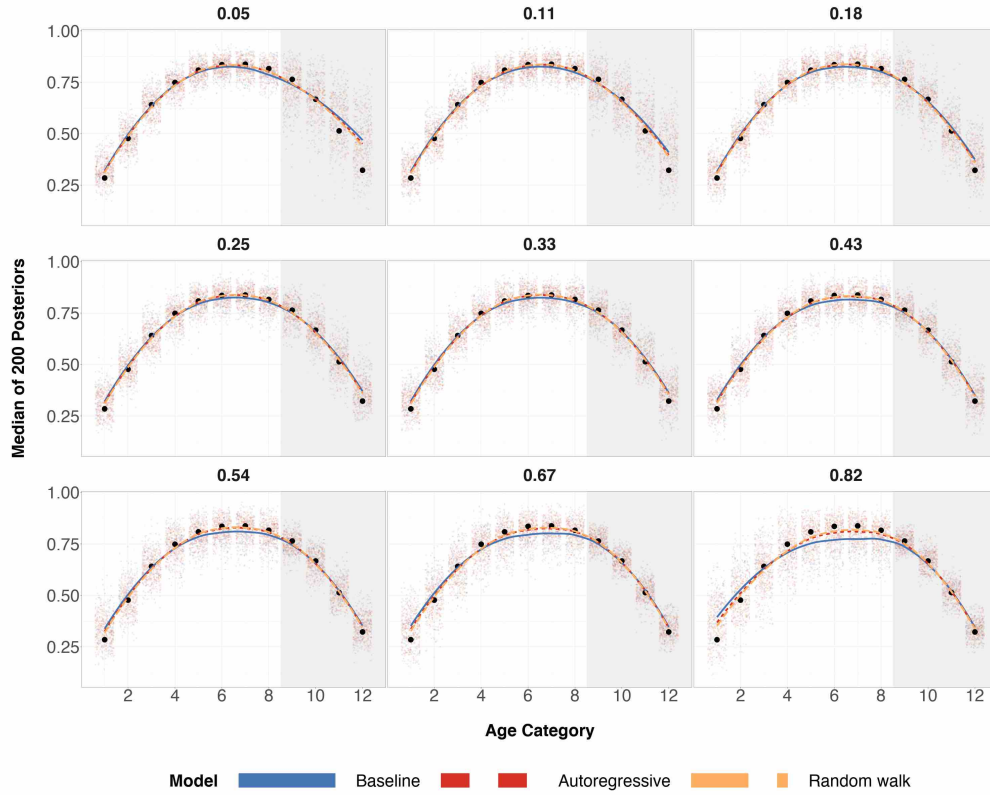 0.05 0.11 0.18
1.00
0.75
0.50
0.25
0.25 0.33 0.43
1.00
0.75
0.50
0.25
0.54 0.67 0.82
1.00
0.75
0.50
0.25
2 4 6 8 10 12 2 4 6 8 10 12 2 4 6 8 10 12
Median of 200 Posteriors
Age Category
Model Baseline Autoregressive Random walk